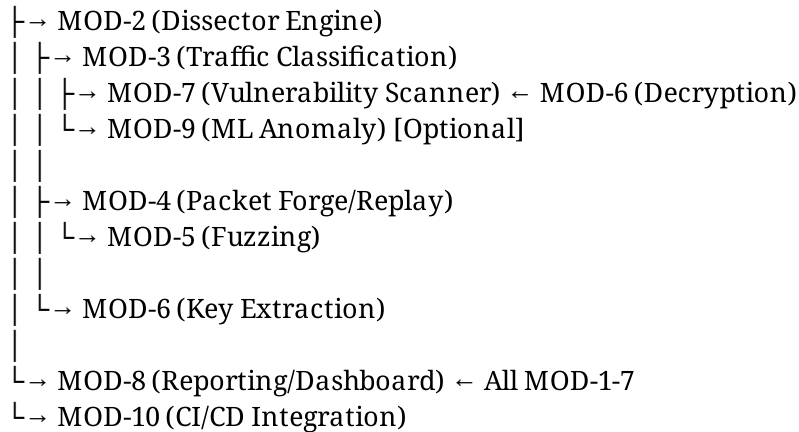 ├→ MOD-2 (Dissector Engine)
│ ├→ MOD-3 (Traffic Classification)
│ │ ├→ MOD-7 (Vulnerability Scanner) ← MOD-6 (Decryption)
│ │ └→ MOD-9 (ML Anomaly) [Optional]
│ │
│ ├→ MOD-4 (Packet Forge/Replay)
│ │ └→ MOD-5 (Fuzzing)
│ │
│ └→ MOD-6 (Key Extraction)
│
└→ MOD-8 (Reporting/Dashboard) ← All MOD-1-7
└→ MOD-10 (CI/CD Integration)